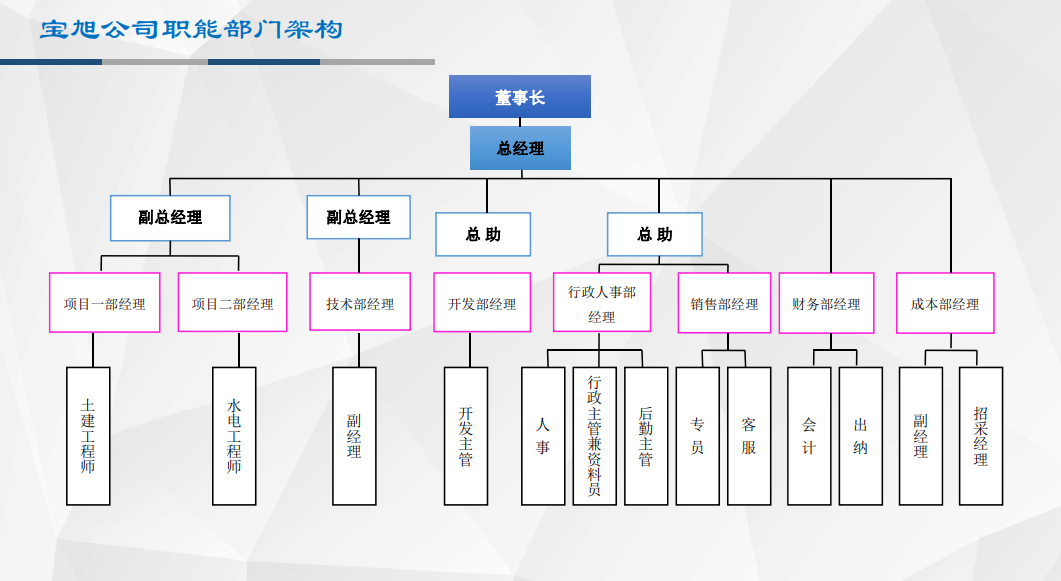 宝旭公司职能部门架构
董事长
总经理
副总经理
副总经理
总 助
总 助
项目一部经理
项目二部经理
技术部经理
开发部经理
行政人事部
经理
销售部经理
财务部经理
成本部经理
土建工程师
水电工程师
副经理
开发主管
人事
行政主管兼资料员
后勤主管
专员
客服
会计
出纳
副经理
招采经理